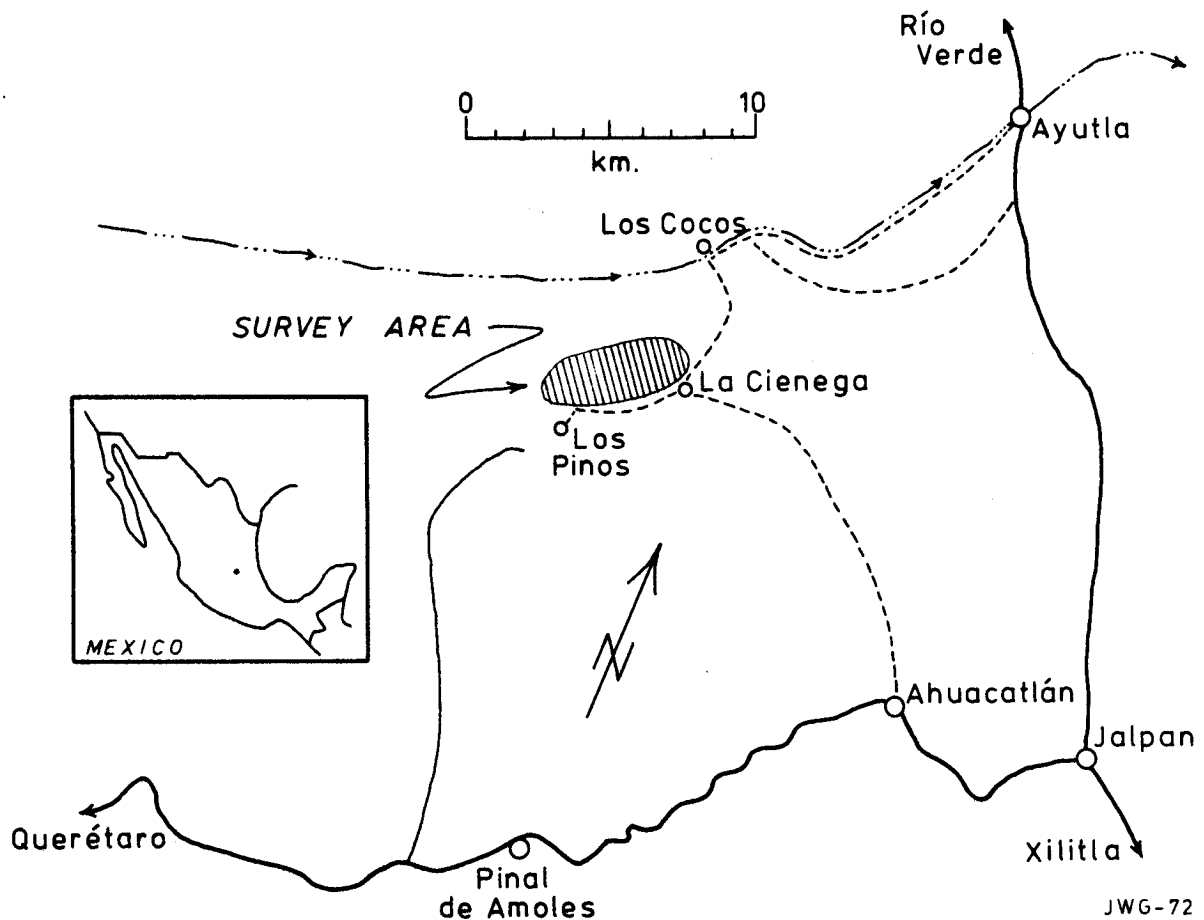 Río
Verde
0 10
km.
Ayutla
Los Cocos
SURVEY AREA
La Cienega
Los
Pinos
N
MEXICO
Ahuacatlán
Jalpan
Querétaro
Xilitla
Pinal
de Amoles
JWG-72